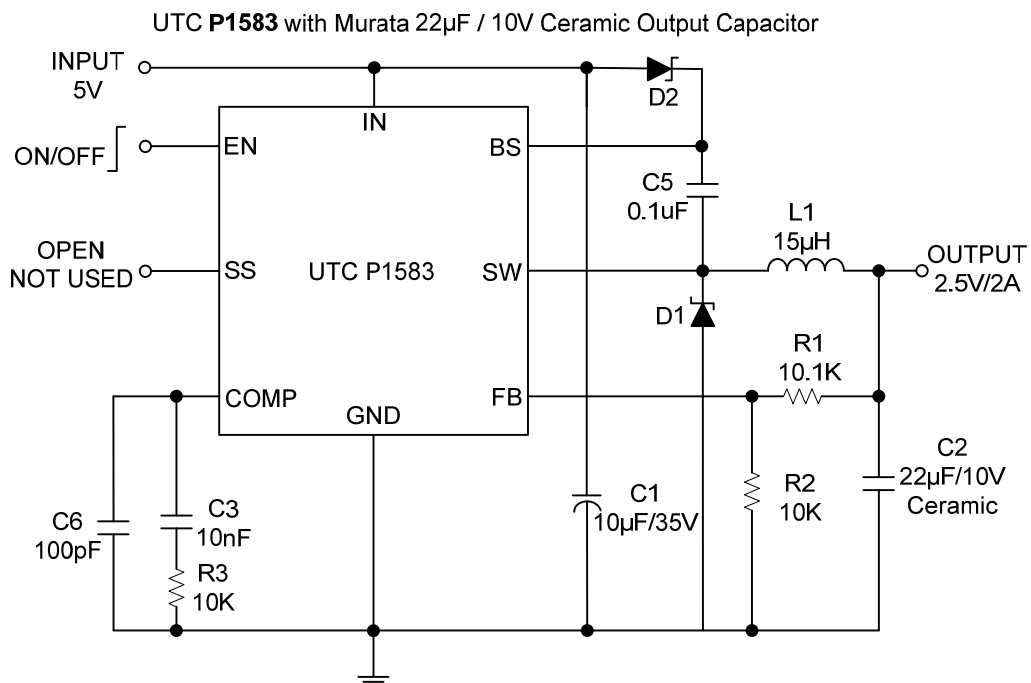 UTC P1583 with Murata 22µF / 10V Ceramic Output Capacitor
INPUT
5V
D2
IN
ON/OFF
EN
BS
C5
0.1uF
L1
15µH
OPEN
NOT USED
SS
UTC P1583
SW
OUTPUT
2.5V/2A
D1
R1
10.1K
COMP
GND
FB
C2
22µF/10V
Ceramic
R2
10K
C1
10µF/35V
C6
100pF
C3
10nF
R3
10K